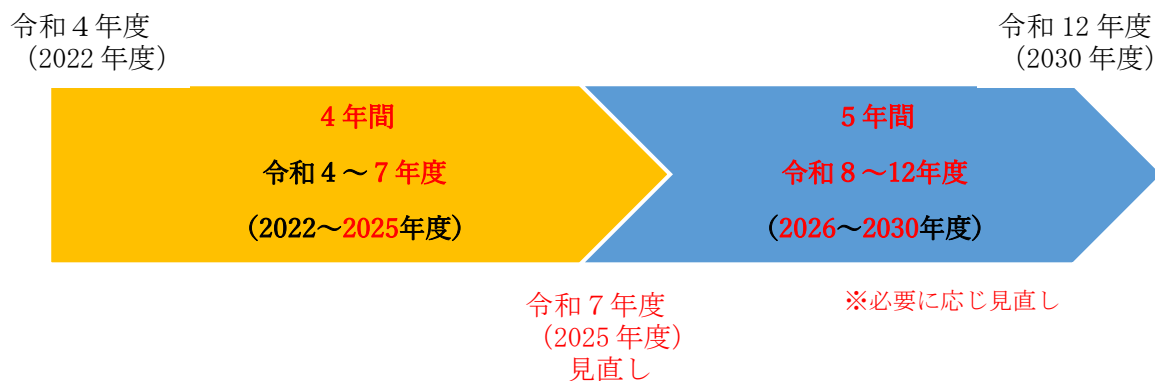 令和４年度
（2022 年度）
令和 12 年度
（2030 年度）
４年間
令和４～７年度
（2022～2025年度）
５年間
令和８～12年度
（2026～2030年度）
令和７年度
（2025 年度）
見直し
※必要に応じ見直し